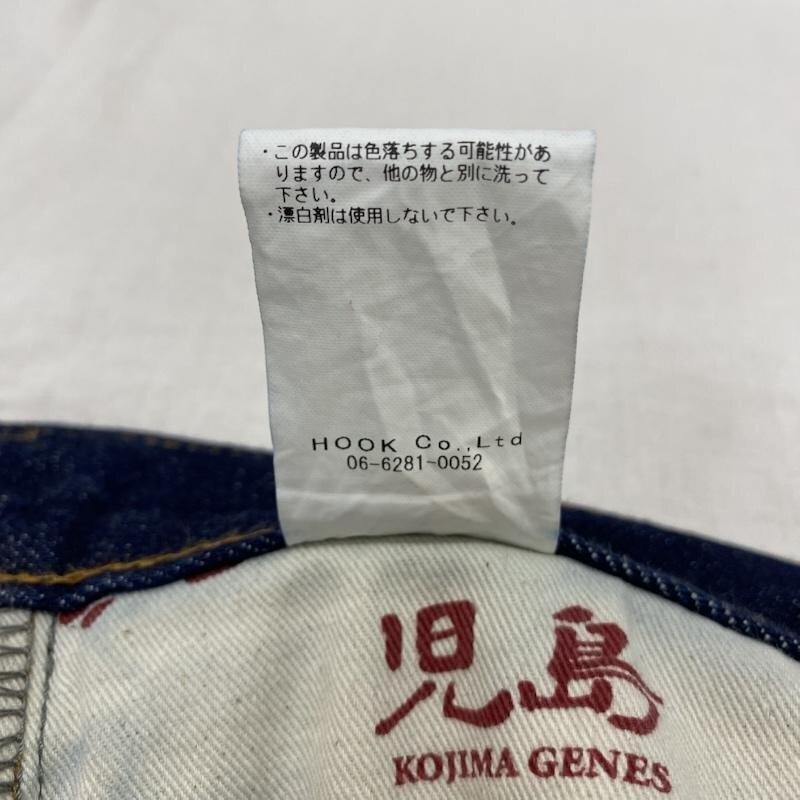 ・この製品は色落ちする可能性があ
りますので、他の物と別に洗って
下さい。
・漂白剤は使用しないで下さい。
HOOK Co.,Ltd
06-6281-0052
児島
KOJIMA GENES